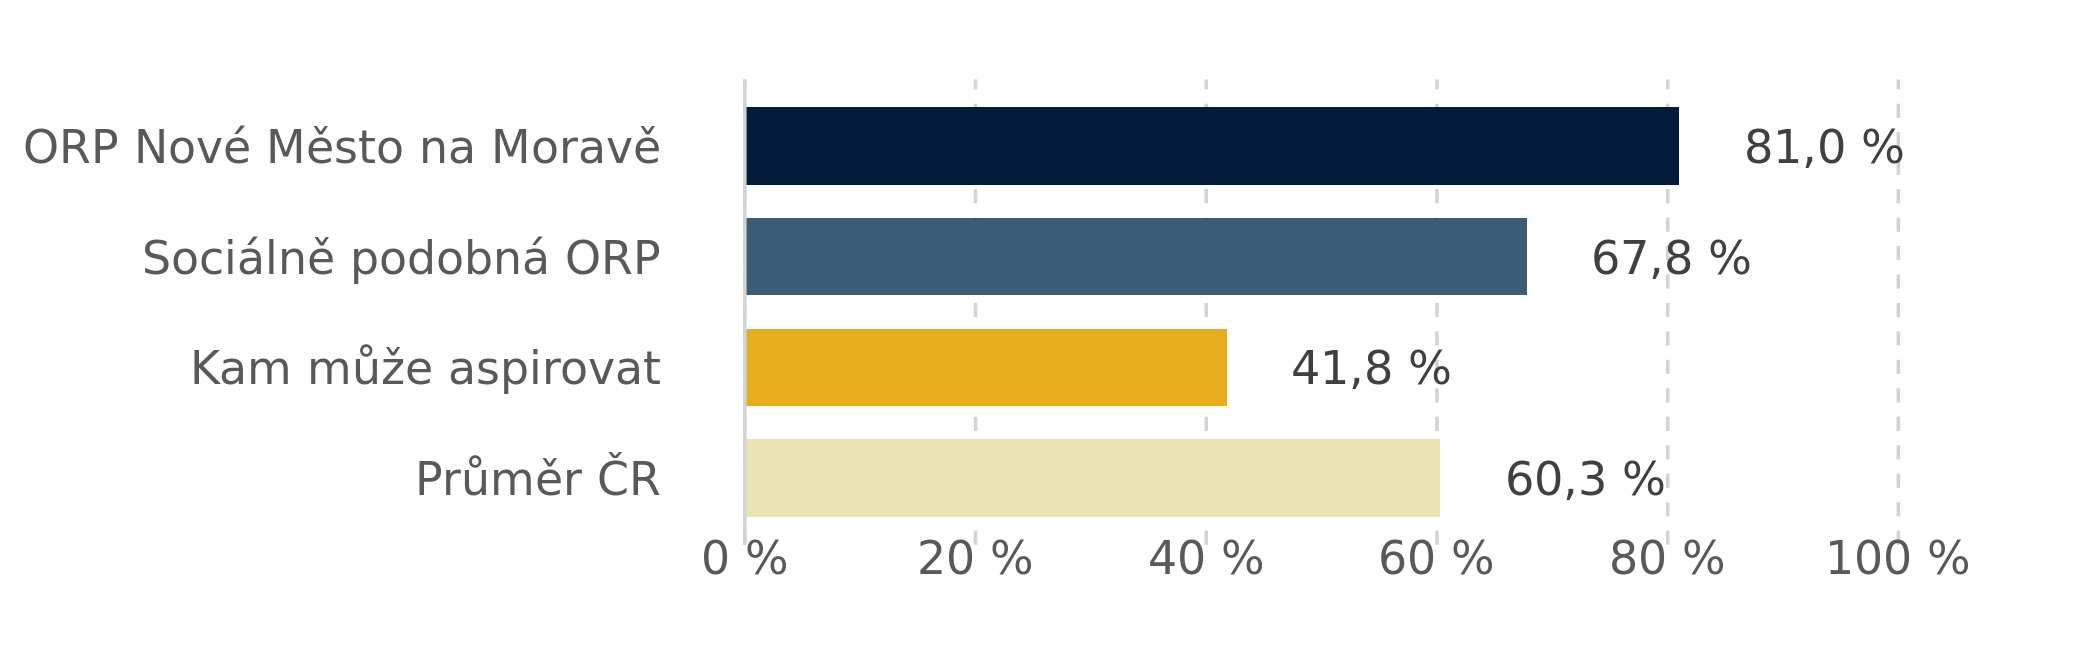 ORP Nové Město na Moravě 81,0 %
Sociálně podobná ORP 67,8 %
Kam může aspirovat 41,8 %
Průměr ČR 60,3 %
0 % 20 % 40 % 60 % 80 % 100 %